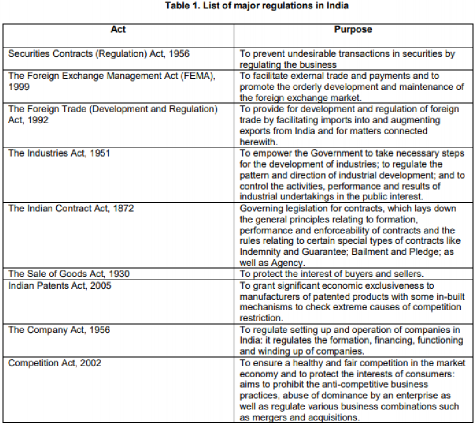 Table 1. List of major regulations in India
Act
Purpose
Securities Contracts (Regulation) Act, 1956
To prevent undesirable transactions in securities by
regulating the business
The Foreign Exchange Management Act (FEMA),
1999
To facilitate external trade and payments and to
promote the orderly development and maintenance of
the foreign exchange market.
The Foreign Trade (Development and Regulation)
Act, 1992
To provide for development and regulation of foreign
trade by facilitating imports into and augmenting
exports from India and for matters connected
herewith.
The Industries Act, 1951
To empower the Government to take necessary steps
for the development of industries; to regulate the
pattern and direction of industrial development; and to
control the activities, performance and results of
industrial undertakings in the public interest.
The Indian Contract Act, 1872
Governing legislation for contracts, which lays down
the general principles relating to formation,
performance and enforceability of contracts and the
rules relating to certain special types of contracts like
Indemnity and Guarantee; Bailment and Pledge; as
well as Agency.
The Sale of Goods Act, 1930
To protect the interest of buyers and sellers.
Indian Patents Act, 2005
To grant significant economic exclusiveness to
manufacturers of patented products with some in-built
mechanisms to check extreme causes of competition
restriction.
The Company Act, 1956
To regulate setting up and operation of companies in
India: it regulates the formation, financing, functioning
and winding up of companies.
Competition Act, 2002
To ensure a healthy and fair competition in the market
economy and to protect the interests of consumers:
aims to prohibit the anti-competitive business
practices, abuse of dominance by an enterprise as
well as regulate various business combinations such
as mergers and acquisitions.